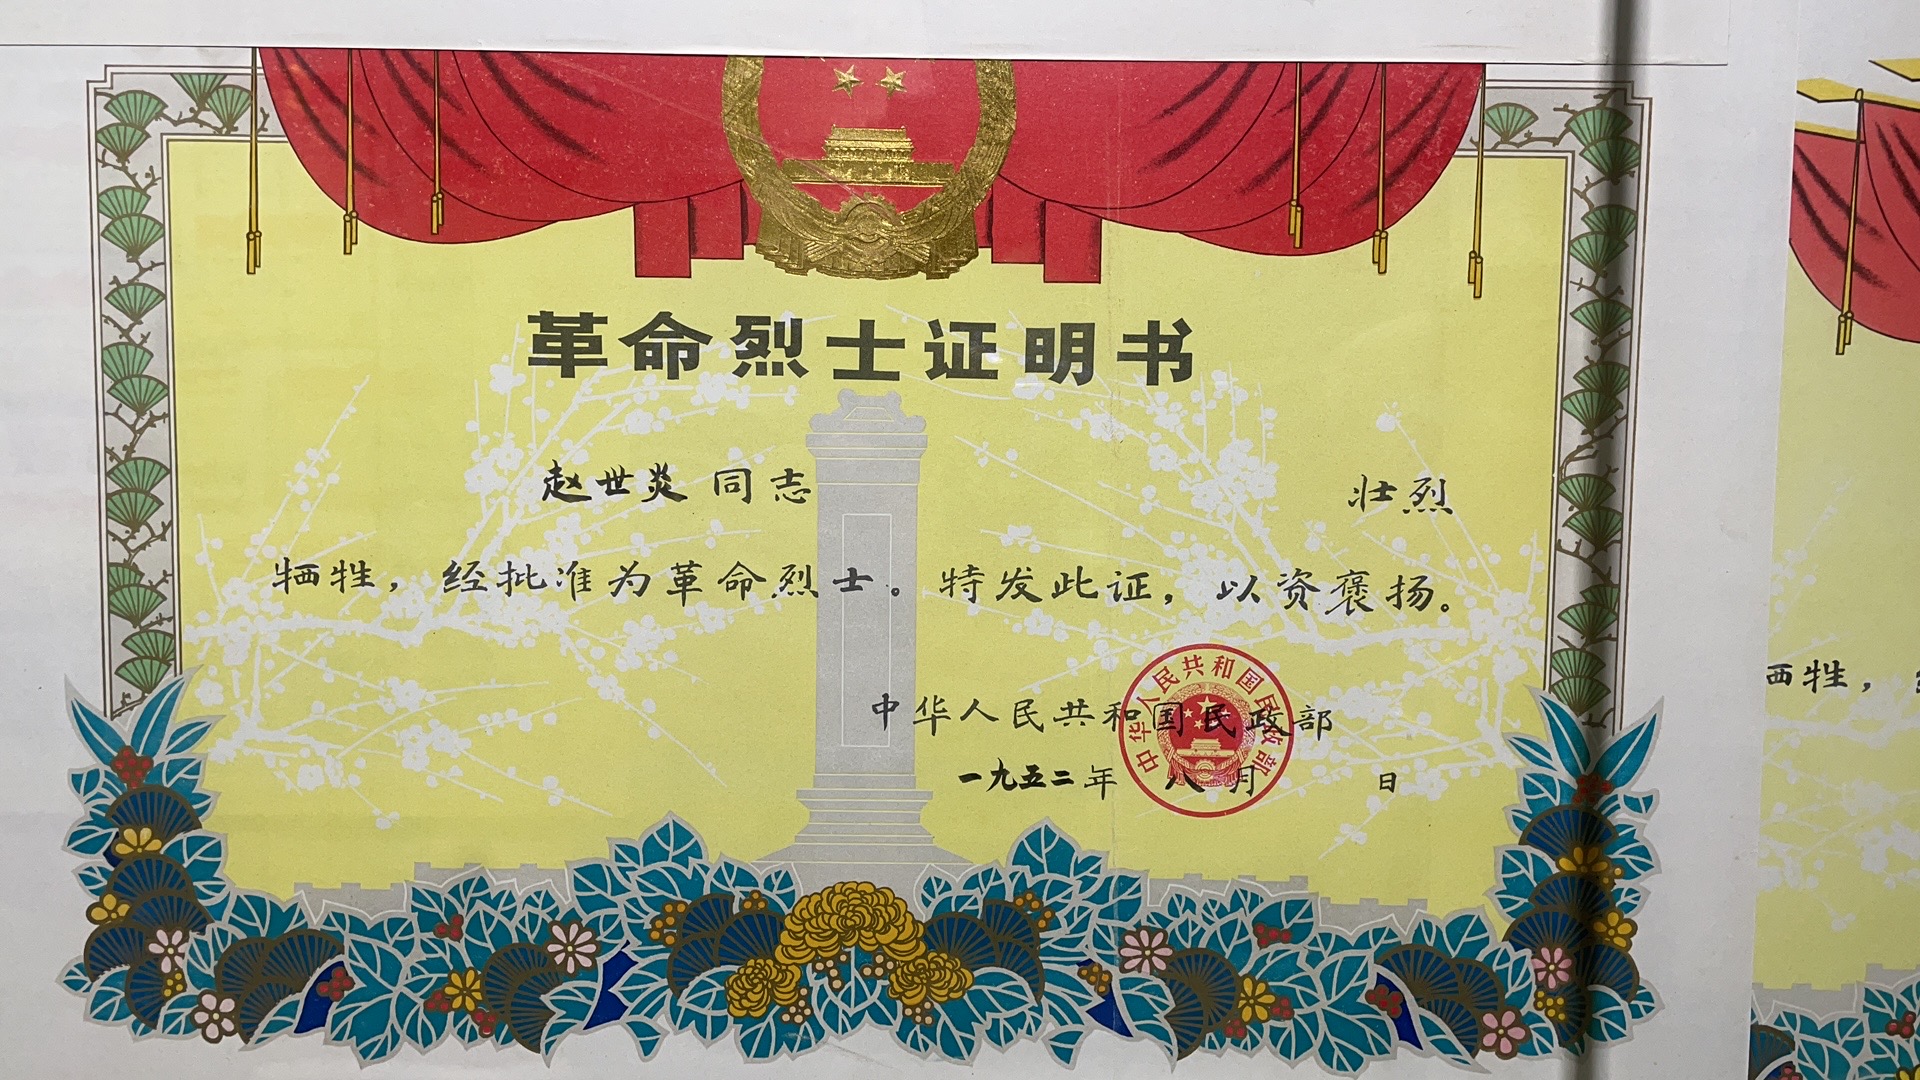 革命烈士证明书
赵世炎同志 壮烈
牺牲，经批准为革命烈士。特发此证，以资褒扬。
中华人民共和国民政部
一九五二年 八月 日
中华人民共和国民政部
牲，